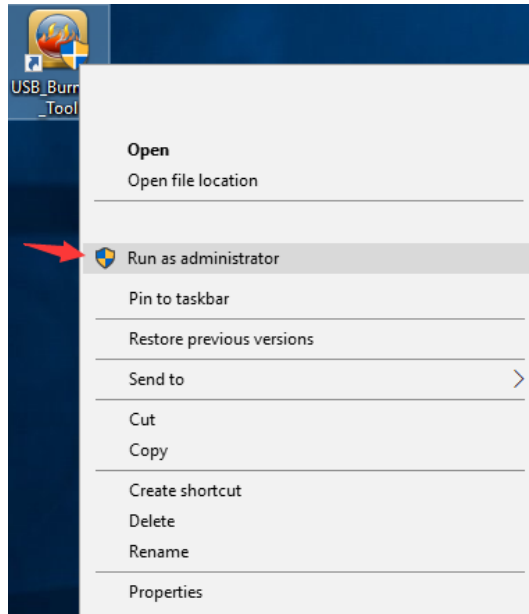 USB_Burn
_Tool
Open
Open file location
Run as administrator
Pin to taskbar
Restore previous versions
Send to
Cut
Copy
Create shortcut
Delete
Rename
Properties